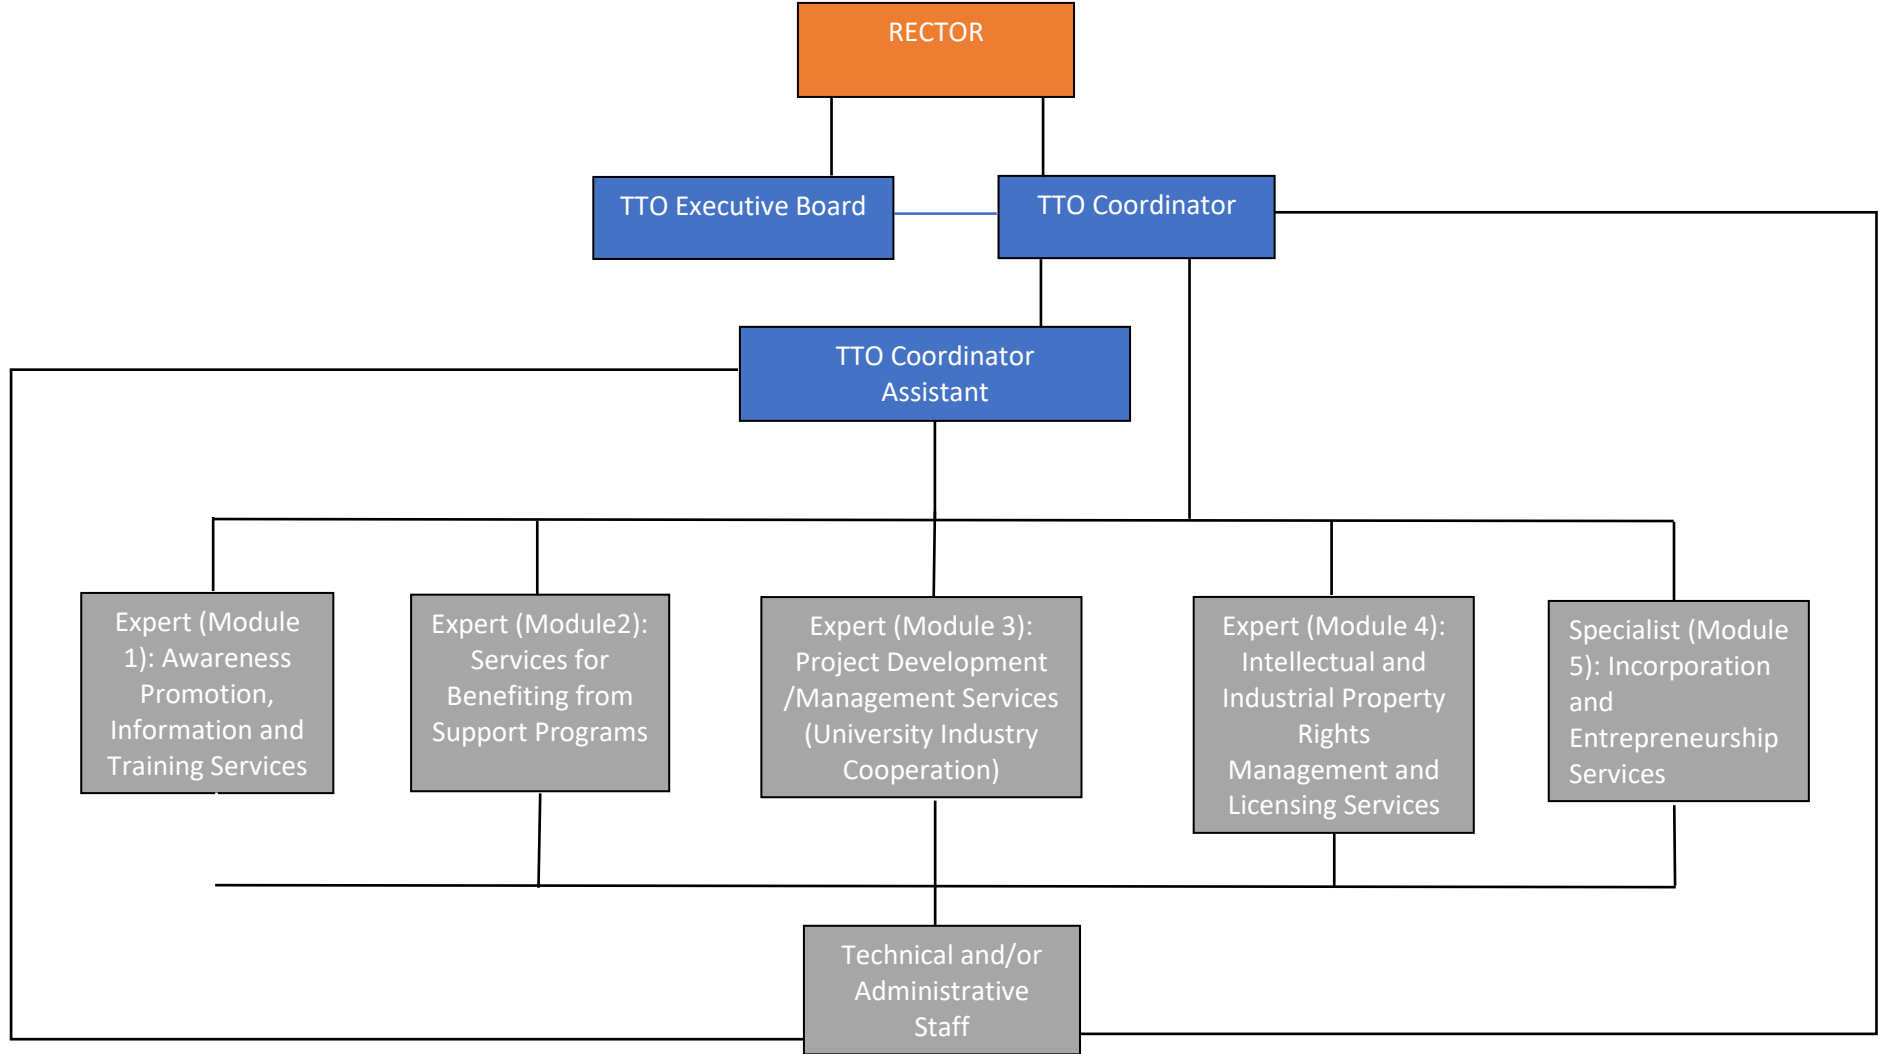 RECTOR
TTO Executive Board
TTO Coordinator
TTO Coordinator
Assistant
Expert (Module
1): Awareness
Promotion,
Information and
Training Services
Expert (Module2):
Services for
Benefiting from
Support Programs
Expert (Module 3):
Project Development
/Management Services
(University Industry
Cooperation)
Expert (Module 4):
Intellectual and
Industrial Property
Rights
Management and
Licensing Services
Specialist (Module
5): Incorporation
and
Entrepreneurship
Services
Technical and/or
Administrative
Staff